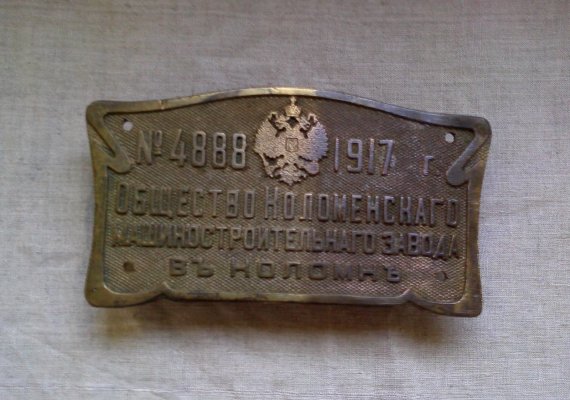 № 4888 1917 г.
ОБЩЕСТВО КОЛОМЕНСКАГО
МАШИНОСТРОИТЕЛЬНАГО ЗАВОДА
ВЪ КОЛОМНѢ